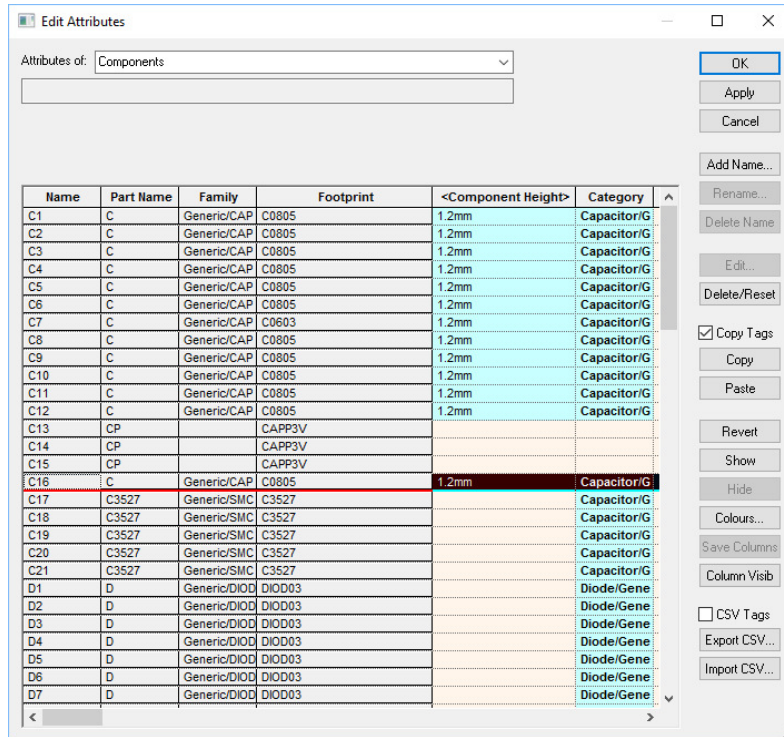 Edit Attributes
Attributes of: Components
OK
Apply
Cancel
Add Name...
Rename...
Delete Name
Edit...
Delete/Reset
Copy Tags
Copy
Paste
Revert
Show
Hide
Colours...
Save Columns
Column Visib
CSV Tags
Export CSV...
Import CSV...
Name Part Name Family Footprint <Component Height> Category
C1 C Generic/CAP C0805 1.2mm Capacitor/G
C2 C Generic/CAP C0805 1.2mm Capacitor/G
C3 C Generic/CAP C0805 1.2mm Capacitor/G
C4 C Generic/CAP C0805 1.2mm Capacitor/G
C5 C Generic/CAP C0805 1.2mm Capacitor/G
C6 C Generic/CAP C0805 1.2mm Capacitor/G
C7 C Generic/CAP C0603 1.2mm Capacitor/G
C8 C Generic/CAP C0805 1.2mm Capacitor/G
C9 C Generic/CAP C0805 1.2mm Capacitor/G
C10 C Generic/CAP C0805 1.2mm Capacitor/G
C11 C Generic/CAP C0805 1.2mm Capacitor/G
C12 C Generic/CAP C0805 1.2mm Capacitor/G
C13 CP CAPP3V
C14 CP CAPP3V
C15 CP CAPP3V
C16 C Generic/CAP C0805 1.2mm Capacitor/G
C17 C3527 Generic/SMC C3527 Capacitor/G
C18 C3527 Generic/SMC C3527 Capacitor/G
C19 C3527 Generic/SMC C3527 Capacitor/G
C20 C3527 Generic/SMC C3527 Capacitor/G
C21 C3527 Generic/SMC C3527 Capacitor/G
D1 D Generic/DIOD DIOD03 Diode/Gene
D2 D Generic/DIOD DIOD03 Diode/Gene
D3 D Generic/DIOD DIOD03 Diode/Gene
D4 D Generic/DIOD DIOD03 Diode/Gene
D5 D Generic/DIOD DIOD03 Diode/Gene
D6 D Generic/DIOD DIOD03 Diode/Gene
D7 D Generic/DIOD DIOD03 Diode/Gene